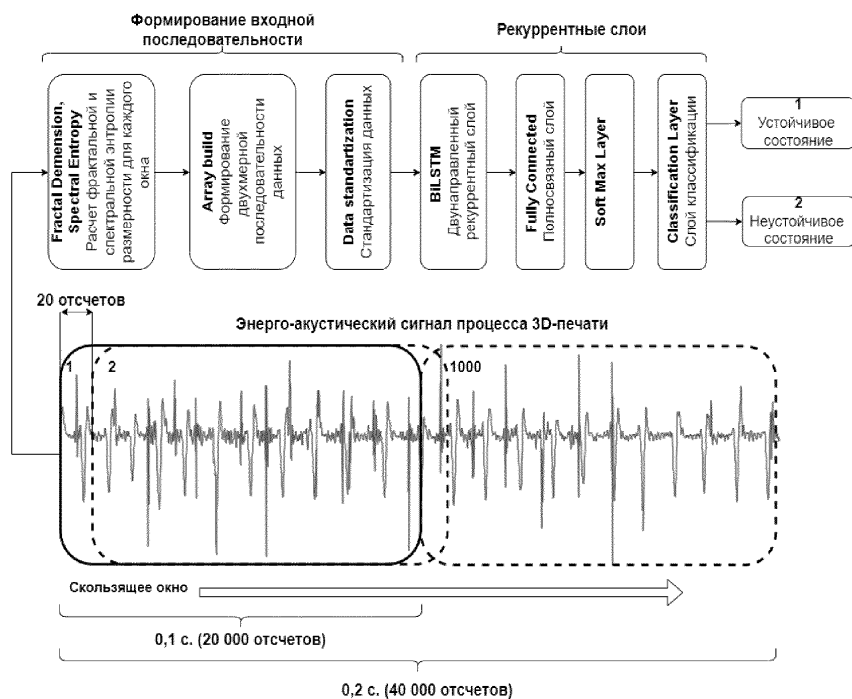 Формирование входной
последовательности
Рекуррентные слои
Fractal Demension,
Spectral Entropy
Расчет фрактальной и
спектральной энтропии
размерности для каждого
окна
Array build
Формирование
двухмерной
последовательности
данных
Data standartization
Стандартизация данных
BiLSTM
Двунаправленный
рекуррентный слой
Fully Connected
Полносвязный слой
Soft Max Layer
Classification Layer
Слой классификации
1
Устойчивое
состояние
2
Неустойчивое
состояние
20 отсчетов
Энерго-акустический сигнал процесса 3D-печати
1
2
1000
Скользящее окно
0,1 с. (20 000 отсчетов)
0,2 с. (40 000 отсчетов)